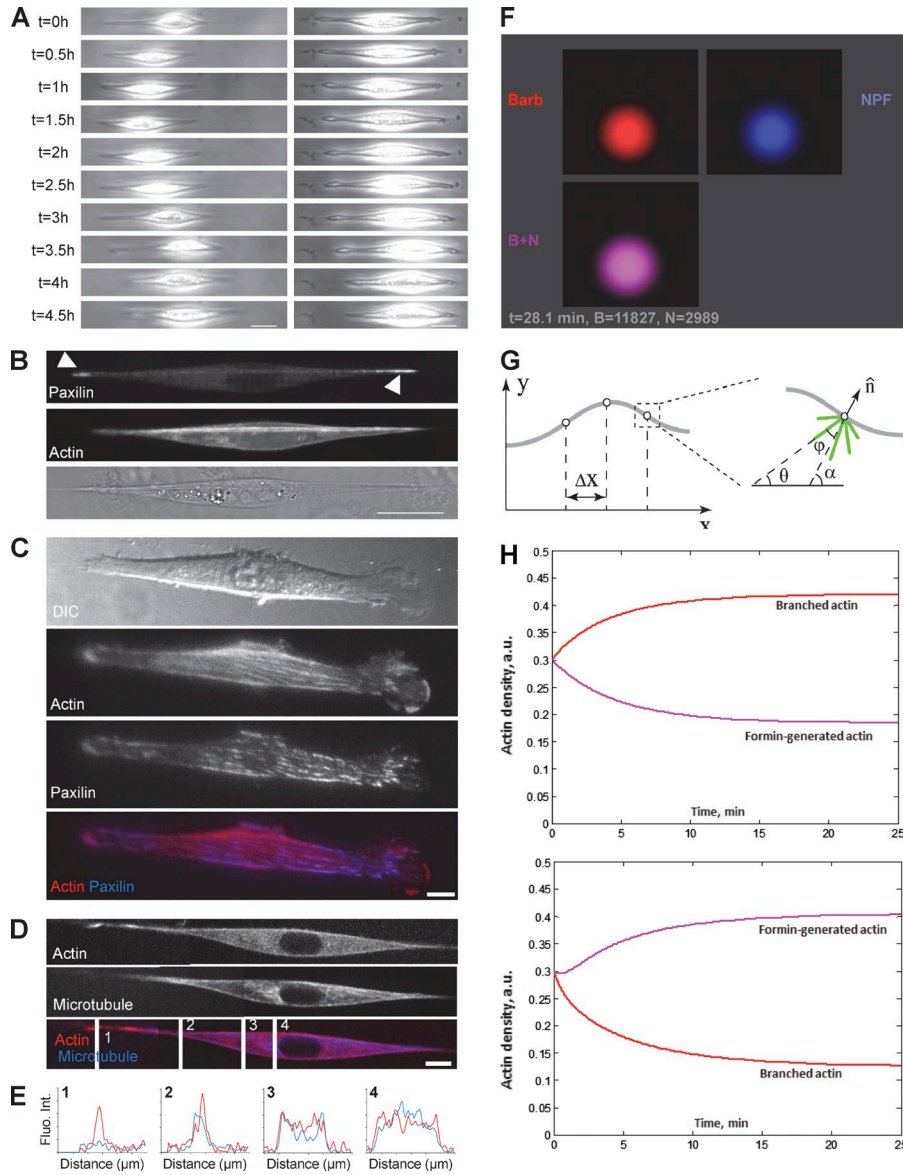 A
t=0h
t=0.5h
t=1h
t=1.5h
t=2h
t=2.5h
t=3h
t=3.5h
t=4h
t=4.5h
B
Paxilin
Actin
C
DIC
Actin
Paxilin
Actin Paxilin
D
Actin
Microtubule
Actin
Microtubule
1
2
3
4
E
Fluo. Int.
1
2
3
4
Distance (µm)
Distance (µm)
Distance (µm)
Distance (µm)
F
Barb
NPF
B+N
t=28.1 min, B=11827, N=2989
G
y
x
ΔX
n̂
φ
θ
α
H
Actin density, a.u.
0.5
0.45
0.4
0.35
0.3
0.25
0.2
0.15
0.1
0.05
0
Branched actin
Formin-generated actin
Time, min
0
5
10
15
20
25
Actin density, a.u.
0.5
0.45
0.4
0.35
0.3
0.25
0.2
0.15
0.1
0.05
0
Formin-generated actin
Branched actin
Time, min
0
5
10
15
20
25